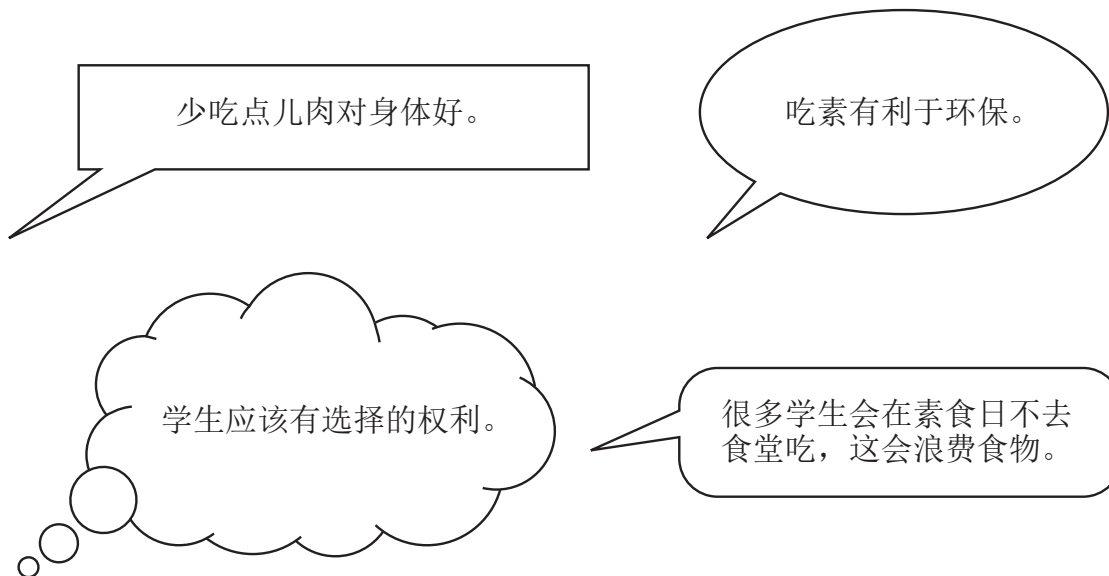 少吃点儿肉对身体好。
吃素有利于环保。
学生应该有选择的权利。
很多学生会在素食日不去
食堂吃，这会浪费食物。